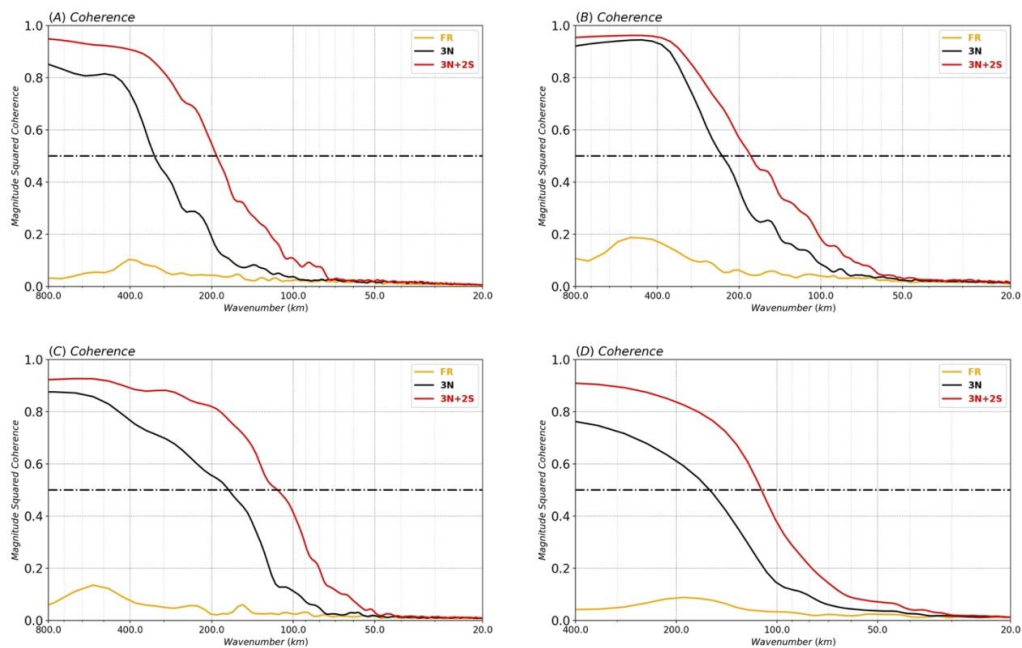 (A) Coherence
1.0
0.8
0.6
0.4
0.2
0.0
Magnitude Squared Coherence
FR
3N
3N+2S
800.0 400.0 200.0 100.0 50.0 20.0
Wavenumber (km)
(B) Coherence
1.0
0.8
0.6
0.4
0.2
0.0
Magnitude Squared Coherence
FR
3N
3N+2S
800.0 400.0 200.0 100.0 50.0 20.0
Wavenumber (km)
(C) Coherence
1.0
0.8
0.6
0.4
0.2
0.0
Magnitude Squared Coherence
FR
3N
3N+2S
800.0 400.0 200.0 100.0 50.0 20.0
Wavenumber (km)
(D) Coherence
1.0
0.8
0.6
0.4
0.2
0.0
Magnitude Squared Coherence
FR
3N
3N+2S
400.0 200.0 100.0 50.0 20.0
Wavenumber (km)